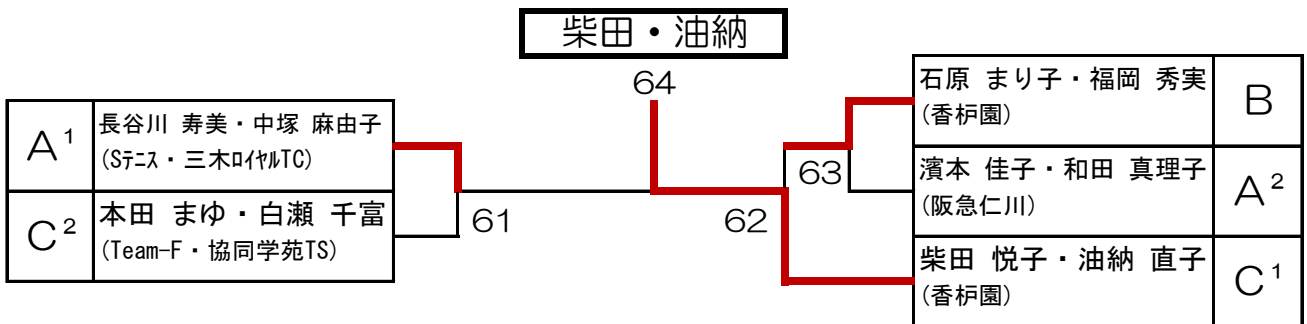 柴田・油納
64
A¹
長谷川 寿美・中塚 麻由子
(Sﾃﾆｽ・三木ﾛｲﾔﾙTC)
C²
本田 まゆ・白瀬 千富
(Team-F・協同学苑TS)
61
62
63
石原 まり子・福岡 秀実
(香枦園)
B
濱本 佳子・和田 真理子
(阪急仁川)
A²
柴田 悦子・油納 直子
(香枦園)
C¹